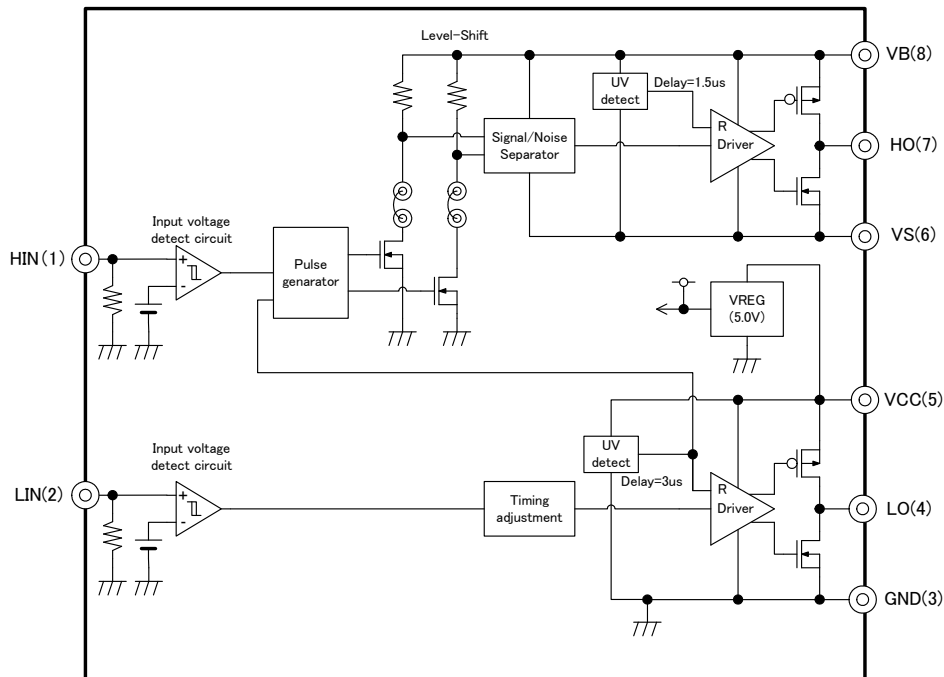 Level-Shift
VB(8)
UV
detect
Delay=1.5us
R
Driver
Signal/Noise
Separator
HO(7)
VS(6)
Input voltage
detect circuit
HIN(1)
+
-
Pulse
genarator
VREG
(5.0V)
VCC(5)
Input voltage
detect circuit
UV
detect
Delay=3us
LIN(2)
+
-
Timing
adjustment
R
Driver
LO(4)
GND(3)